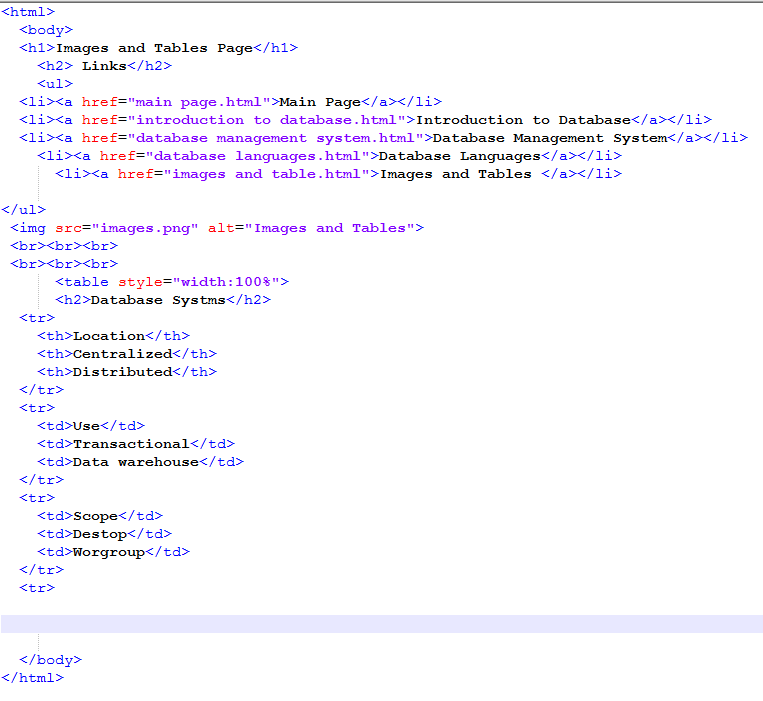 <html>
<body>
<h1>Images and Tables Page</h1>
<h2> Links</h2>
<ul>
<li><a href="main page.html">Main Page</a></li>
<li><a href="introduction to database.html">Introduction to Database</a></li>
<li><a href="database management system.html">Database Management System</a></li>
<li><a href="database languages.html">Database Languages</a></li>
<li><a href="images and table.html">Images and Tables </a></li>
</ul>
<img src="images.png" alt="Images and Tables">
<br><br><br>
<br><br><br>
<table style="width:100%">
<h2>Database Systms</h2>
<tr>
<th>Location</th>
<th>Centralized</th>
<th>Distributed</th>
</tr>
<tr>
<td>Use</td>
<td>Transactional</td>
<td>Data warehouse</td>
</tr>
<tr>
<td>Scope</td>
<td>Destop</td>
<td>Worgroup</td>
</tr>
<tr>
</body>
</html>